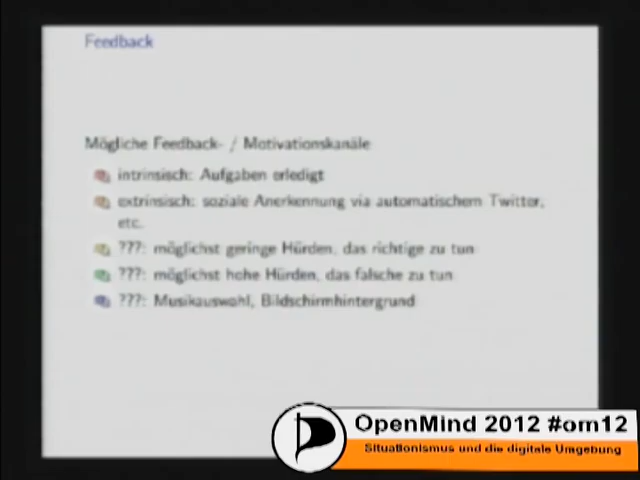 Feedback
Mögliche Feedback- / Motivationskanäle
intrinsisch: Aufgaben erledigt
extrinsisch: soziale Anerkennung via automatischem Twitter,
etc.
???: möglichst geringe Hürden, das richtige zu tun
???: möglichst hohe Hürden, das falsche zu tun
???: Musikauswahl, Bildschirmhintergrund
OpenMind 2012 #om12
Situationismus und die digitale Umgebung